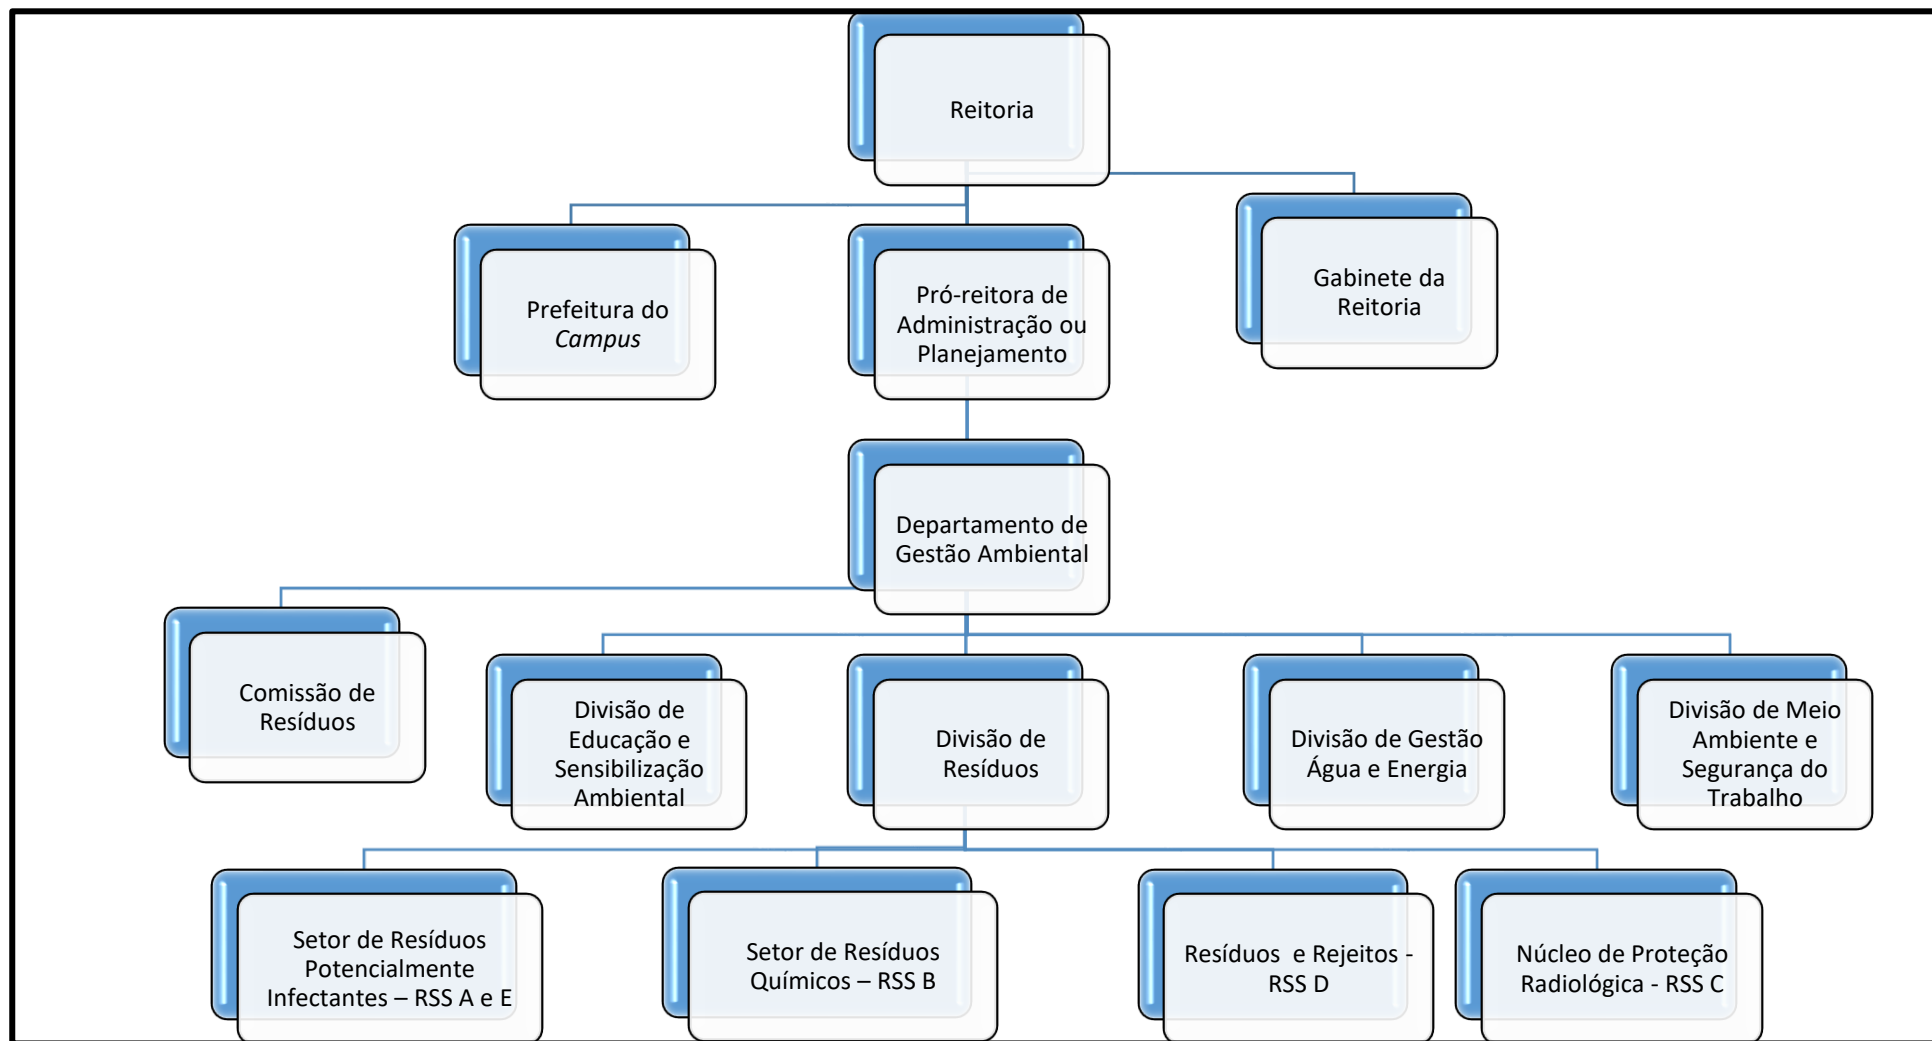 Reitoria
Prefeitura do
Campus
Pró-reitora de
Administração ou
Planejamento
Gabinete da
Reitoria
Departamento de
Gestão Ambiental
Comissão de
Resíduos
Divisão de
Educação e
Sensibilização
Ambiental
Divisão de
Resíduos
Divisão de Gestão
Água e Energia
Divisão de Meio
Ambiente e
Segurança do
Trabalho
Setor de Resíduos
Potencialmente
Infectantes – RSS A e E
Setor de Resíduos
Químicos – RSS B
Resíduos  e Rejeitos -
RSS D
Núcleo de Proteção
Radiológica - RSS C